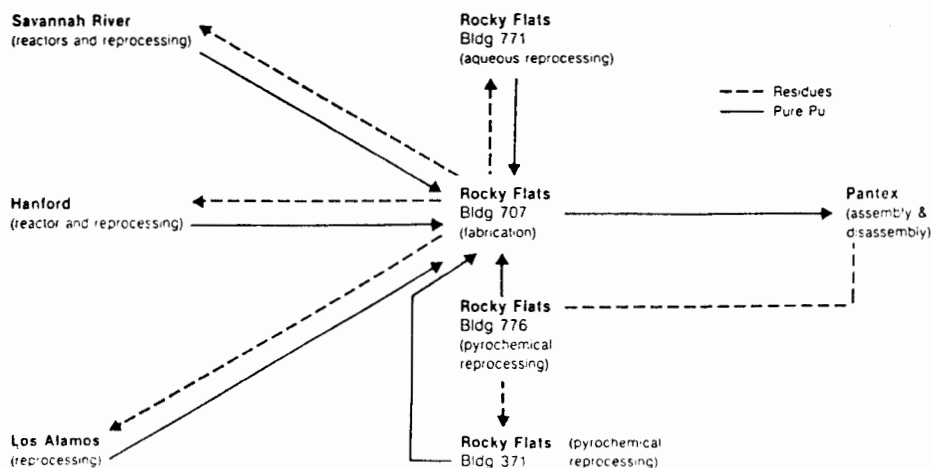 Savannah River
(reactors and reprocessing)
Rocky Flats
Bldg 771
(aqueous reprocessing)
Residues
Pure Pu
Hanford
(reactor and reprocessing)
Rocky Flats
Bldg 707
(fabrication)
Pantex
(assembly &
disassembly)
Rocky Flats
Bldg 776
(pyrochemical
reprocessing)
Los Alamos
(reprocessing)
Rocky Flats
Bldg 371
(pyrochemical
reprocessing)